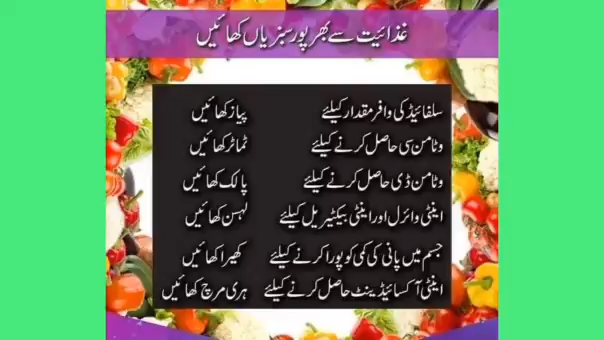 غذائیت سے بھرپور سبزیاں کھائیں
سلفائیڈ کی وافر مقدار کیلئے پیاز کھائیں
وٹامن سی حاصل کرنے کیلئے ٹماٹر کھائیں
وٹامن ڈی حاصل کرنے کیلئے پالک کھائیں
اینٹی وائرل اور اینٹی بیکٹیریل کیلئے لہسن کھائیں
جسم میں پانی کی کمی کو پورا کرنے کیلئے کھیرا کھائیں
اینٹی آکسائیڈینٹ حاصل کرنے کیلئے ہری مرچ کھائیں